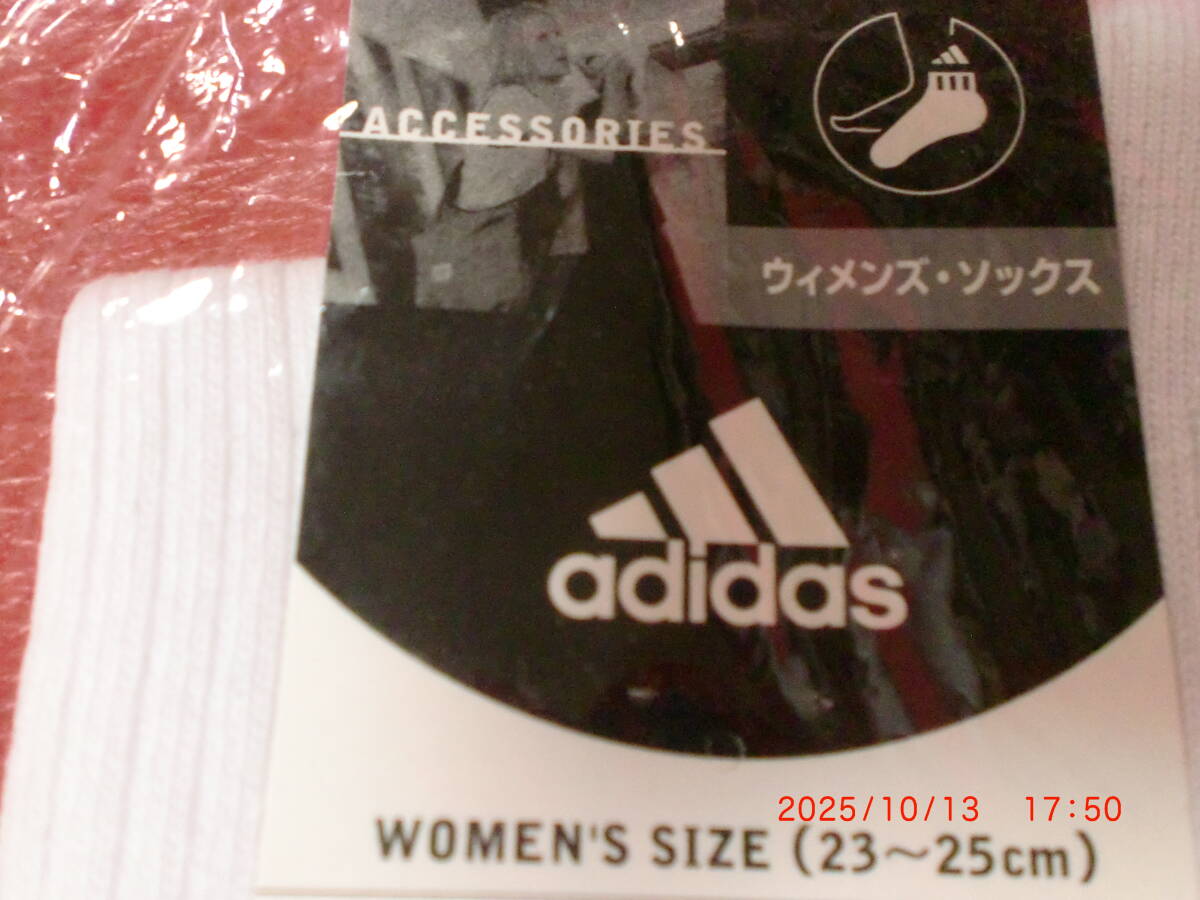 ACCESSORIES
ウィメンズ・ソックス
adidas
2025/10/13 17:50
WOMEN'S SIZE (23〜25cm)